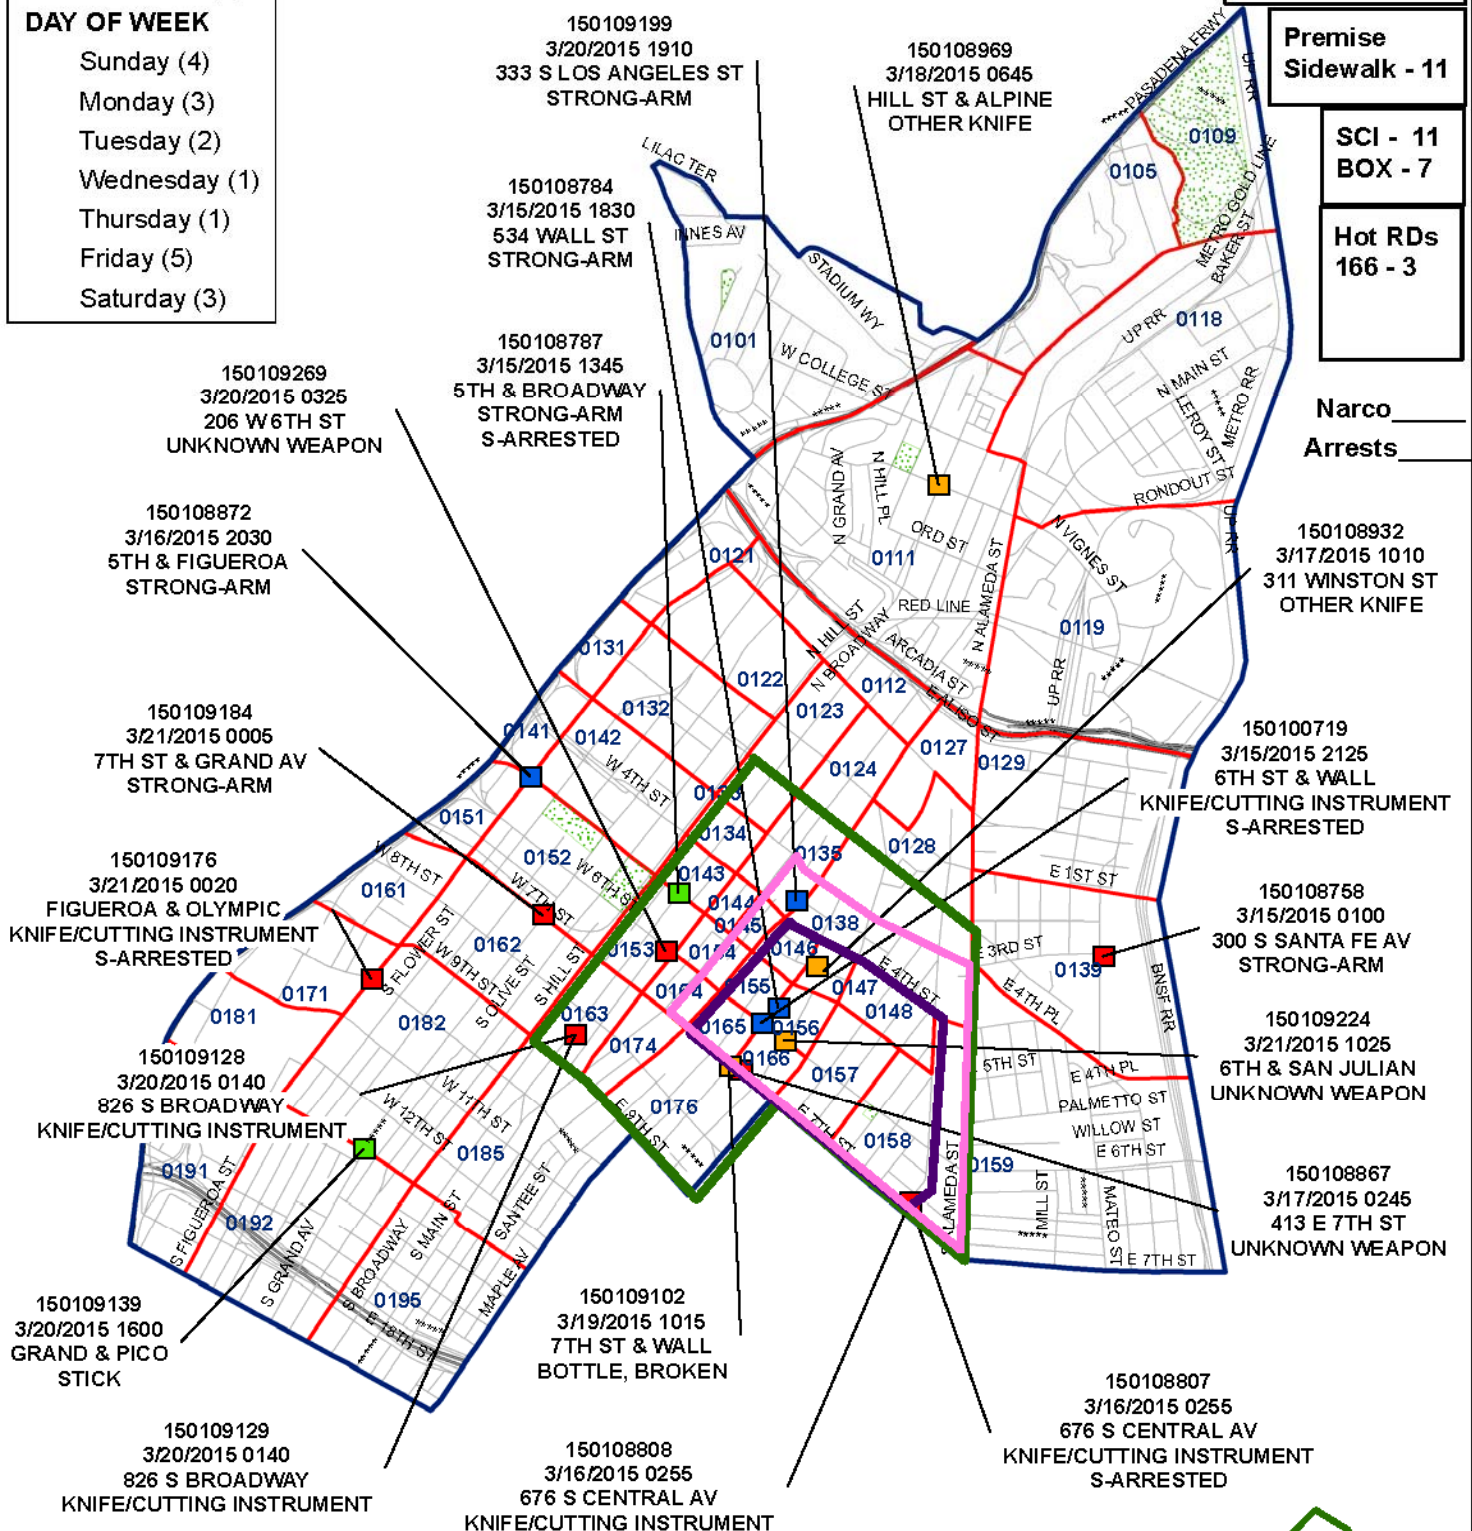 DAY OF WEEK
Sunday (4)
Monday (3)
Tuesday (2)
Wednesday (1)
Thursday (1)
Friday (5)
Saturday (3)
150109199
3/20/2015 1910
333 S LOS ANGELES ST
STRONG-ARM
150108969
3/18/2015 0645
HILL ST & ALPINE
OTHER KNIFE
Premise
Sidewalk - 11
SCI - 11
BOX - 7
Hot RDs
166 - 3
Narco_____
Arrests_____
150108784
3/15/2015 1830
534 WALL ST
STRONG-ARM
150108787
3/15/2015 1345
5TH & BROADWAY
STRONG-ARM
S-ARRESTED
150109269
3/20/2015 0325
206 W 6TH ST
UNKNOWN WEAPON
150108872
3/16/2015 2030
5TH & FIGUEROA
STRONG-ARM
150109184
3/21/2015 0005
7TH ST & GRAND AV
STRONG-ARM
150109176
3/21/2015 0020
FIGUEROA & OLYMPIC
KNIFE/CUTTING INSTRUMENT
S-ARRESTED
150109128
3/20/2015 0140
826 S BROADWAY
KNIFE/CUTTING INSTRUMENT
150109139
3/20/2015 1600
GRAND & PICO
STICK
150109129
3/20/2015 0140
826 S BROADWAY
KNIFE/CUTTING INSTRUMENT
150108808
3/16/2015 0255
676 S CENTRAL AV
KNIFE/CUTTING INSTRUMENT
150109102
3/19/2015 1015
7TH ST & WALL
BOTTLE, BROKEN
150108807
3/16/2015 0255
676 S CENTRAL AV
KNIFE/CUTTING INSTRUMENT
S-ARRESTED
150108932
3/17/2015 1010
311 WINSTON ST
OTHER KNIFE
150100719
3/15/2015 2125
6TH ST & WALL
KNIFE/CUTTING INSTRUMENT
S-ARRESTED
150108758
3/15/2015 0100
300 S SANTA FE AV
STRONG-ARM
150109224
3/21/2015 1025
6TH & SAN JULIAN
UNKNOWN WEAPON
150108867
3/17/2015 0245
413 E 7TH ST
UNKNOWN WEAPON
PASADENA FRWY
UP RR
0109
0105
METRO GOLD LINE
BAKER ST
LILAC TER
INNES AV
STADIUM WY
0101
W COLLEGE ST
UP RR
0118
N MAIN ST
LEROY ST
METRO RR
RONDOUT ST
UP RR
N GRAND AV
N HILL PL
ORD ST
0111
N VIGNES ST
N ALAMEDA ST
RED LINE
0119
UP RR
0121
N HILL ST
N BROADWAY
ARCADIA ST
E ALISO ST
0131
0122
0112
0132
0123
0141
0142
0127
0129
W 4TH ST
0124
0133
0151
0134
0135
0128
0152
W 8TH ST
W 6TH S
0143
E 1ST ST
0161
W 7TH ST
0144
0138
S FLOWER ST
0145
0162
0153
0154
0146
E 3RD ST
0139
W 9TH ST
E 4TH ST
BNSF RR
S OLIVE ST
S HILL ST
0164
0155
0147
E 4TH PL
0171
0148
0181
0182
0163
0165
0156
0174
0166
5TH ST
E 4TH PL
0157
W 11TH ST
PALMETTO ST
W 12TH ST
0176
E 9TH ST
E 7TH ST
WILLOW ST
0185
0158
E 6TH ST
0191
0159
S FIGUEROA ST
SANTEE ST
ALAMEDA ST
MILL ST
MATEO ST
0192
S MAIN ST
S GRAND AV
S BROADWAY
MAPLE AV
E 7TH ST
0195
E 18TH ST